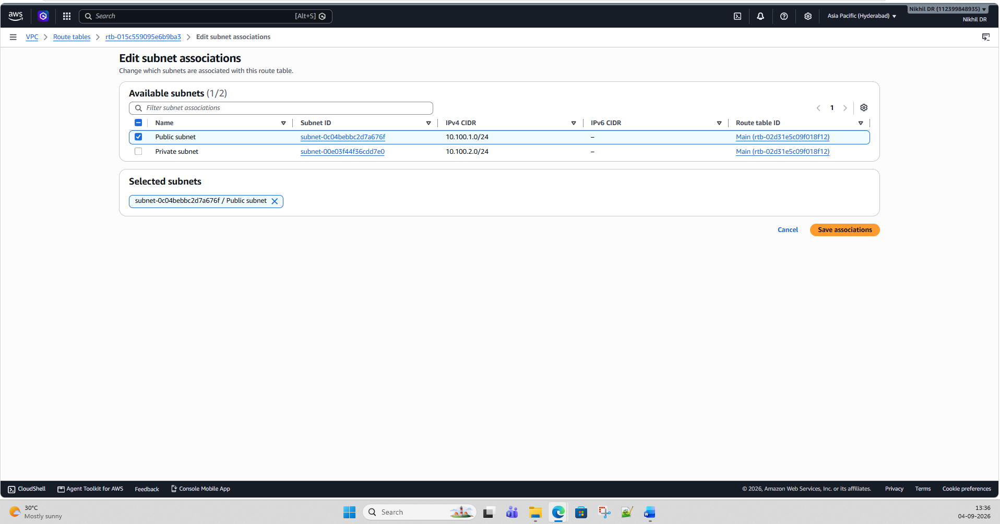 aws
Search [Alt+S]
Asia Pacific (Hyderabad)
Nikhil DR (112399848935)
Nikhil DR
VPC > Route tables > rtb-015c559095e6b9ba3 > Edit subnet associations
Edit subnet associations
Change which subnets are associated with this route table.
Available subnets (1/2)
Filter subnet associations
1
Name Subnet ID IPv4 CIDR IPv6 CIDR Route table ID
Public subnet subnet-0c04bebbc2d7a676f 10.100.1.0/24 – Main (rtb-02d31e5c09f018f12)
Private subnet subnet-00e03f44f36cdd7e0 10.100.2.0/24 – Main (rtb-02d31e5c09f018f12)
Selected subnets
subnet-0c04bebbc2d7a676f / Public subnet
Cancel Save associations
CloudShell Agent Toolkit for AWS Feedback Console Mobile App © 2026, Amazon Web Services, Inc. or its affiliates. Privacy Terms Cookie preferences
30°C
Mostly sunny
Search
13:36
04-09-2026